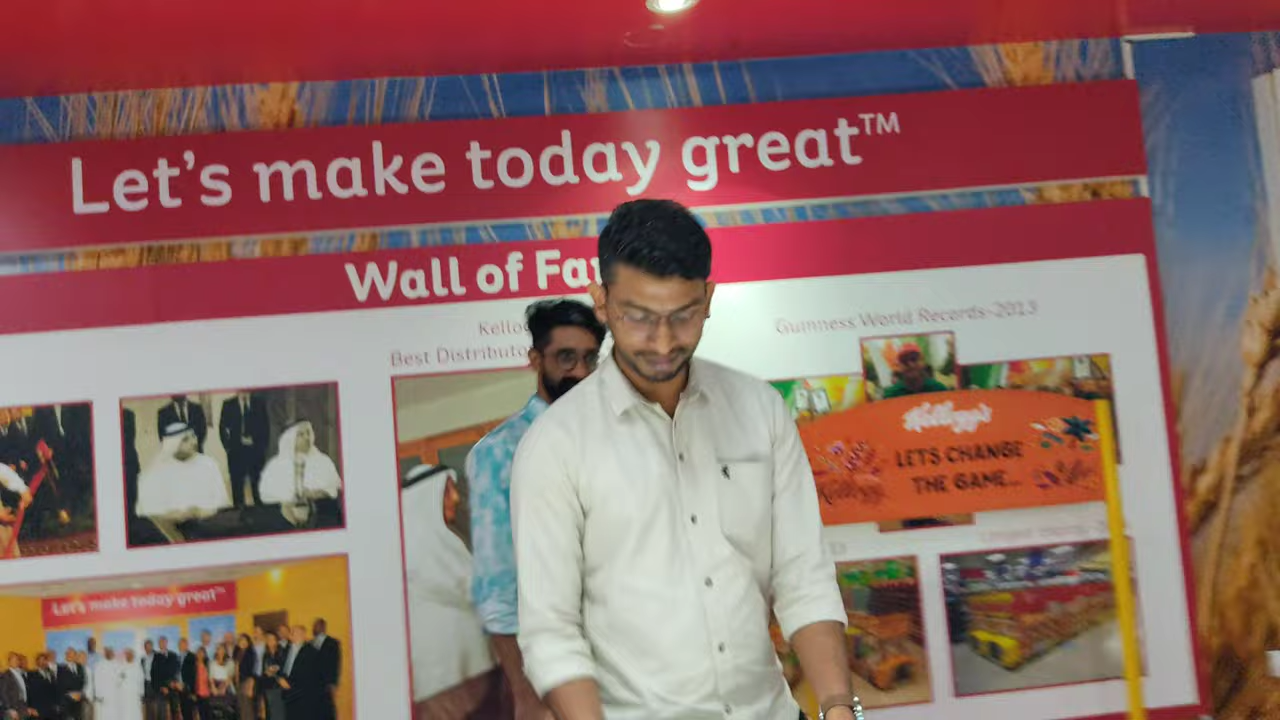 Let's make today great™
Wall of Fa
Kello
Best Distributo
Guinness World Records-2013
Kellogg's
LETS CHANGE
THE GAME...
Let's make today great™